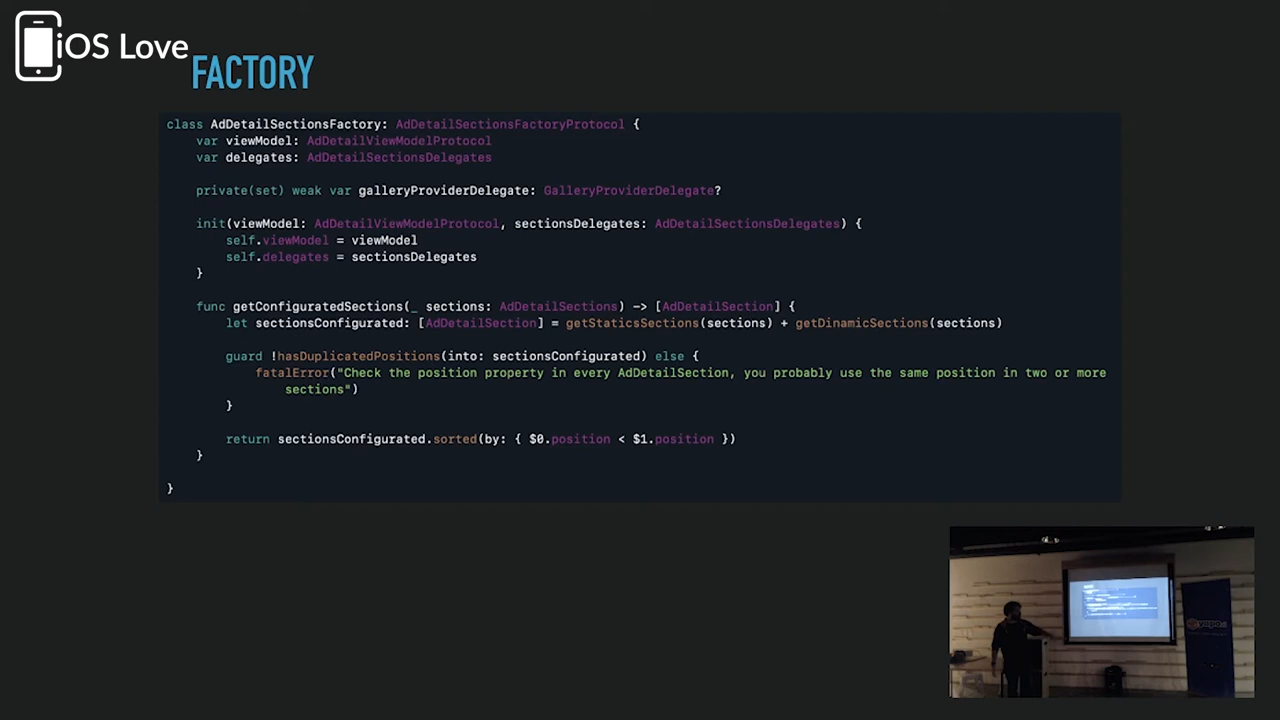 iOS Love
FACTORY
class AdDetailSectionsFactory: AdDetailSectionsFactoryProtocol {
var viewModel: AdDetailViewModelProtocol
var delegates: AdDetailSectionsDelegates
private(set) weak var galleryProviderDelegate: GalleryProviderDelegate?
init(viewModel: AdDetailViewModelProtocol, sectionsDelegates: AdDetailSectionsDelegates) {
self.viewModel = viewModel
self.delegates = sectionsDelegates
}
func getConfiguratedSections(_ sections: AdDetailSections) -> [AdDetailSection] {
let sectionsConfigurated: [AdDetailSection] = getStaticsSections(sections) + getDinamicSections(sections)
guard !hasDuplicatedPositions(into: sectionsConfigurated) else {
fatalError("Check the position property in every AdDetailSection, you probably use the same position in two or more
sections")
}
return sectionsConfigurated.sorted(by: { $0.position < $1.position })
}
}